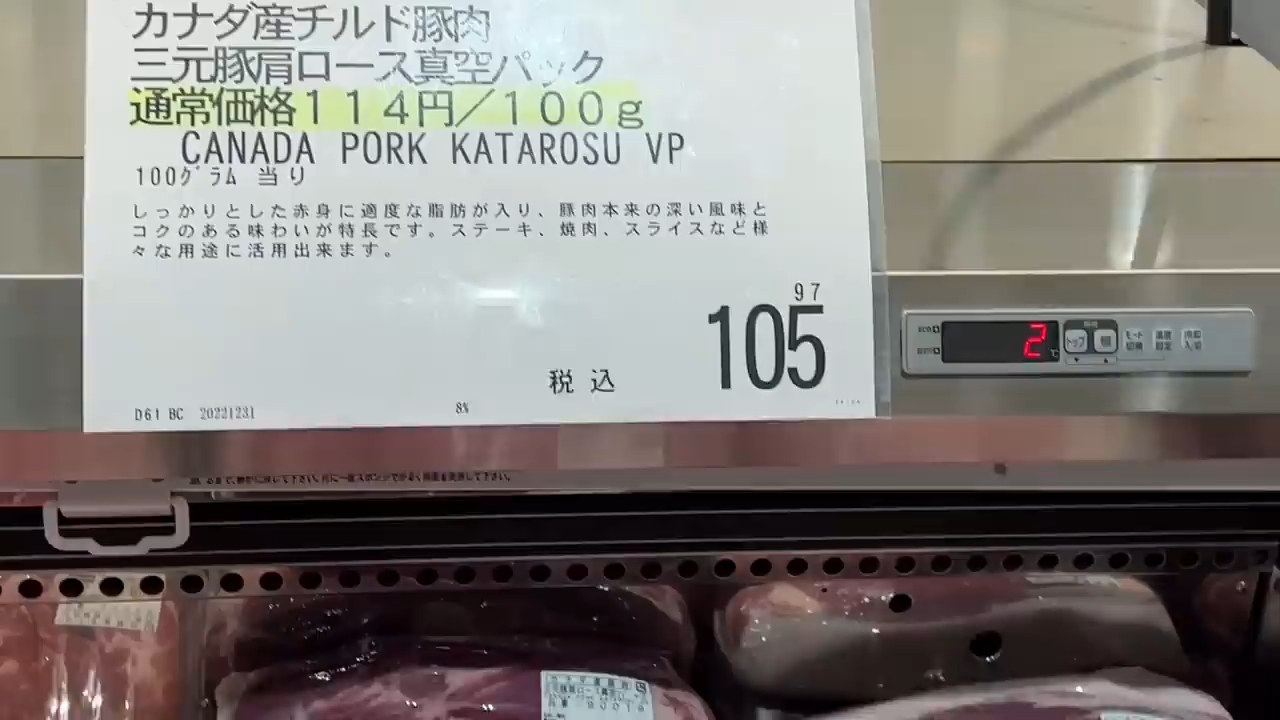 カナダ産チルド豚肉
三元豚肩ロース真空パック
通常価格114円/100g
CANADA PORK KATAROSU VP
100グラム 当り
しっかりとした赤身に適度な脂肪が入り、豚肉本来の深い風味と
コクのある味わいが特長です。ステーキ、焼肉、スライスなど様
々な用途に活用出来ます。
97
105
税込
D61 BC 20221231
8%
2
℃
トップ
棚